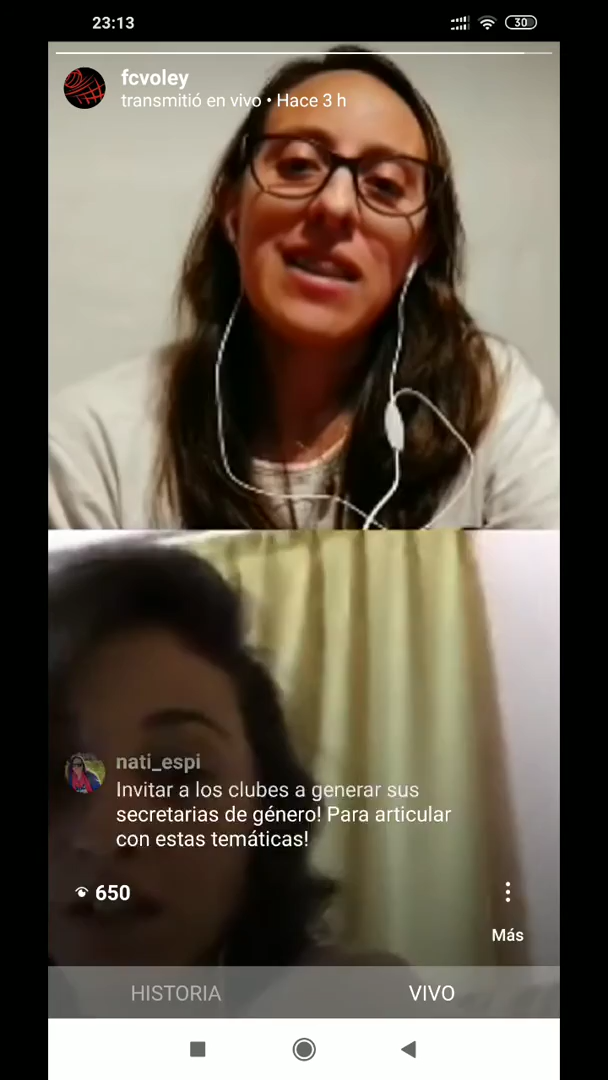 23:13
30
fcvoley
transmitió en vivo • Hace 3 h
nati_espi
Invitar a los clubes a generar sus
secretarias de género! Para articular
con estas temáticas!
650
Más
HISTORIA
VIVO